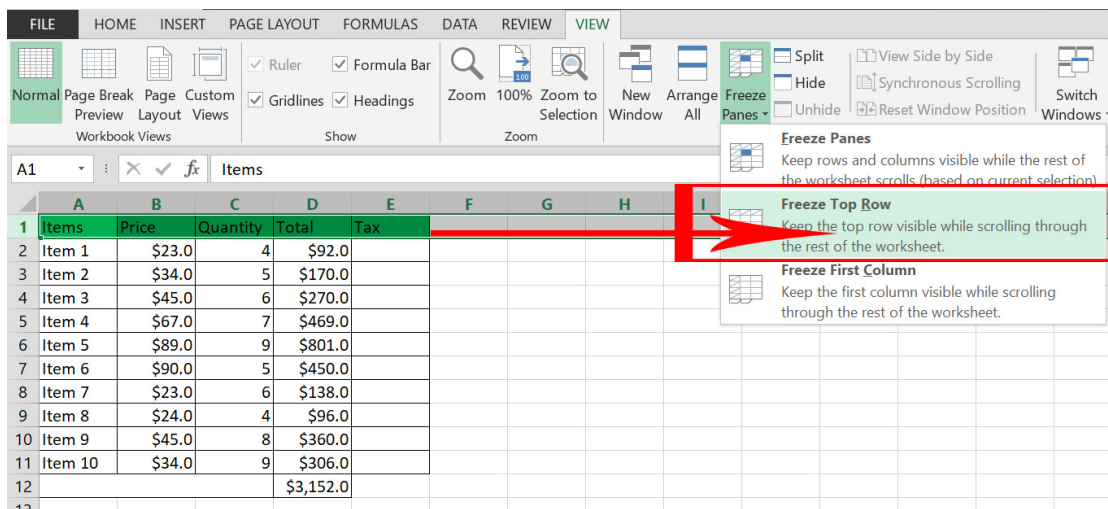 FILE HOME INSERT PAGE LAYOUT FORMULAS DATA REVIEW VIEW
Normal Page Break Preview Page Layout Custom Views
Workbook Views
Ruler Formula Bar
Gridlines Headings
Show
Zoom 100% Zoom to Selection
Zoom
New Window Arrange All Freeze Panes
Split
Hide
Unhide
View Side by Side
Synchronous Scrolling
Reset Window Position
Switch Windows
Freeze Panes
Keep rows and columns visible while the rest of
the worksheet scrolls (based on current selection)
Freeze Top Row
Keep the top row visible while scrolling through
the rest of the worksheet.
Freeze First Column
Keep the first column visible while scrolling
through the rest of the worksheet.
A1 fx Items
A B C D E F G H I
1 Items Price Quantity Total Tax
2 Item 1 $23.0 4 $92.0
3 Item 2 $34.0 5 $170.0
4 Item 3 $45.0 6 $270.0
5 Item 4 $67.0 7 $469.0
6 Item 5 $89.0 9 $801.0
7 Item 6 $90.0 5 $450.0
8 Item 7 $23.0 6 $138.0
9 Item 8 $24.0 4 $96.0
10 Item 9 $45.0 8 $360.0
11 Item 10 $34.0 9 $306.0
12 $3,152.0